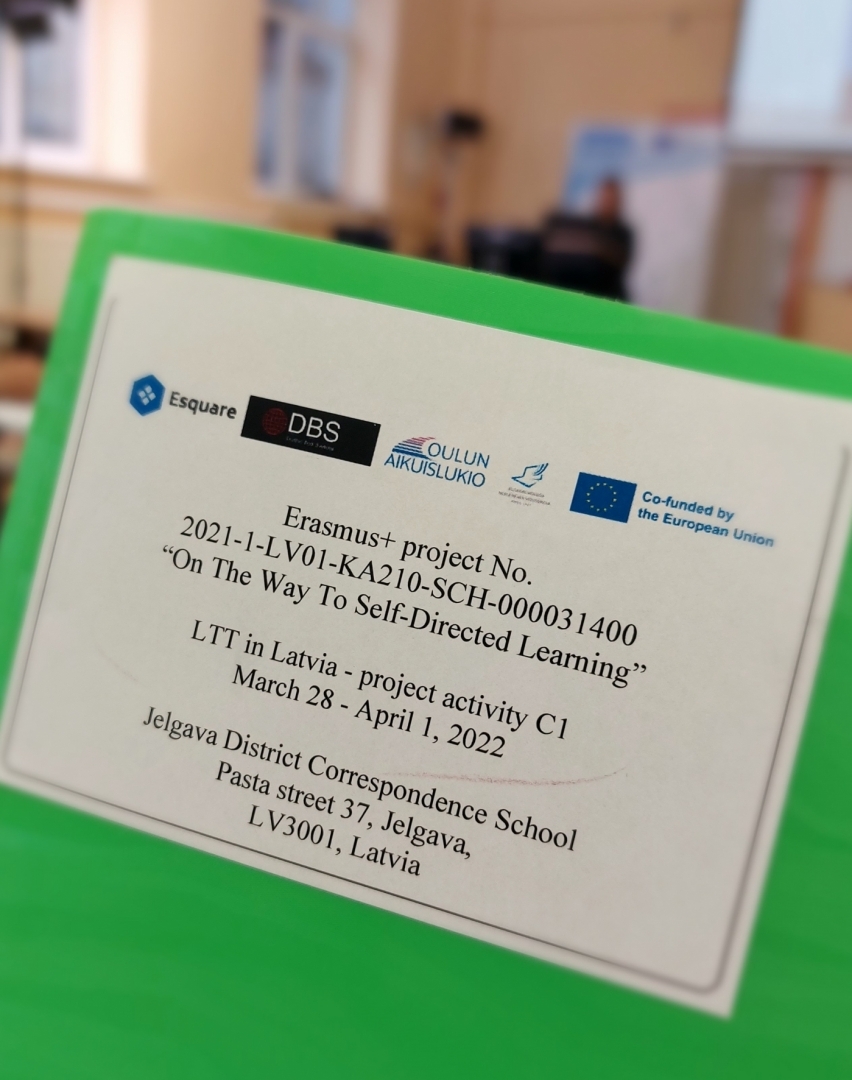 Esquare
DBS
OULUN
AIKUISLUKIO
Co-funded by
the European Union
Erasmus+ project No.
2021-1-LV01-KA210-SCH-000031400
“On The Way To Self-Directed Learning”
LTT in Latvia - project activity C1
March 28 - April 1, 2022
Jelgava District Correspondence School
Pasta street 37, Jelgava,
LV3001, Latvia